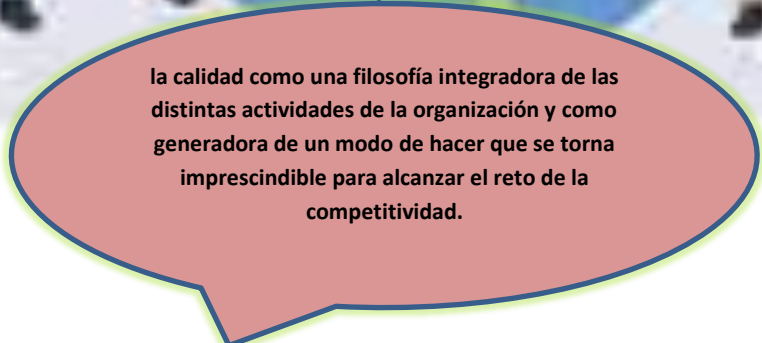 la calidad como una filosofía integradora de las
distintas actividades de la organización y como
generadora de un modo de hacer que se torna
imprescindible para alcanzar el reto de la
competitividad.